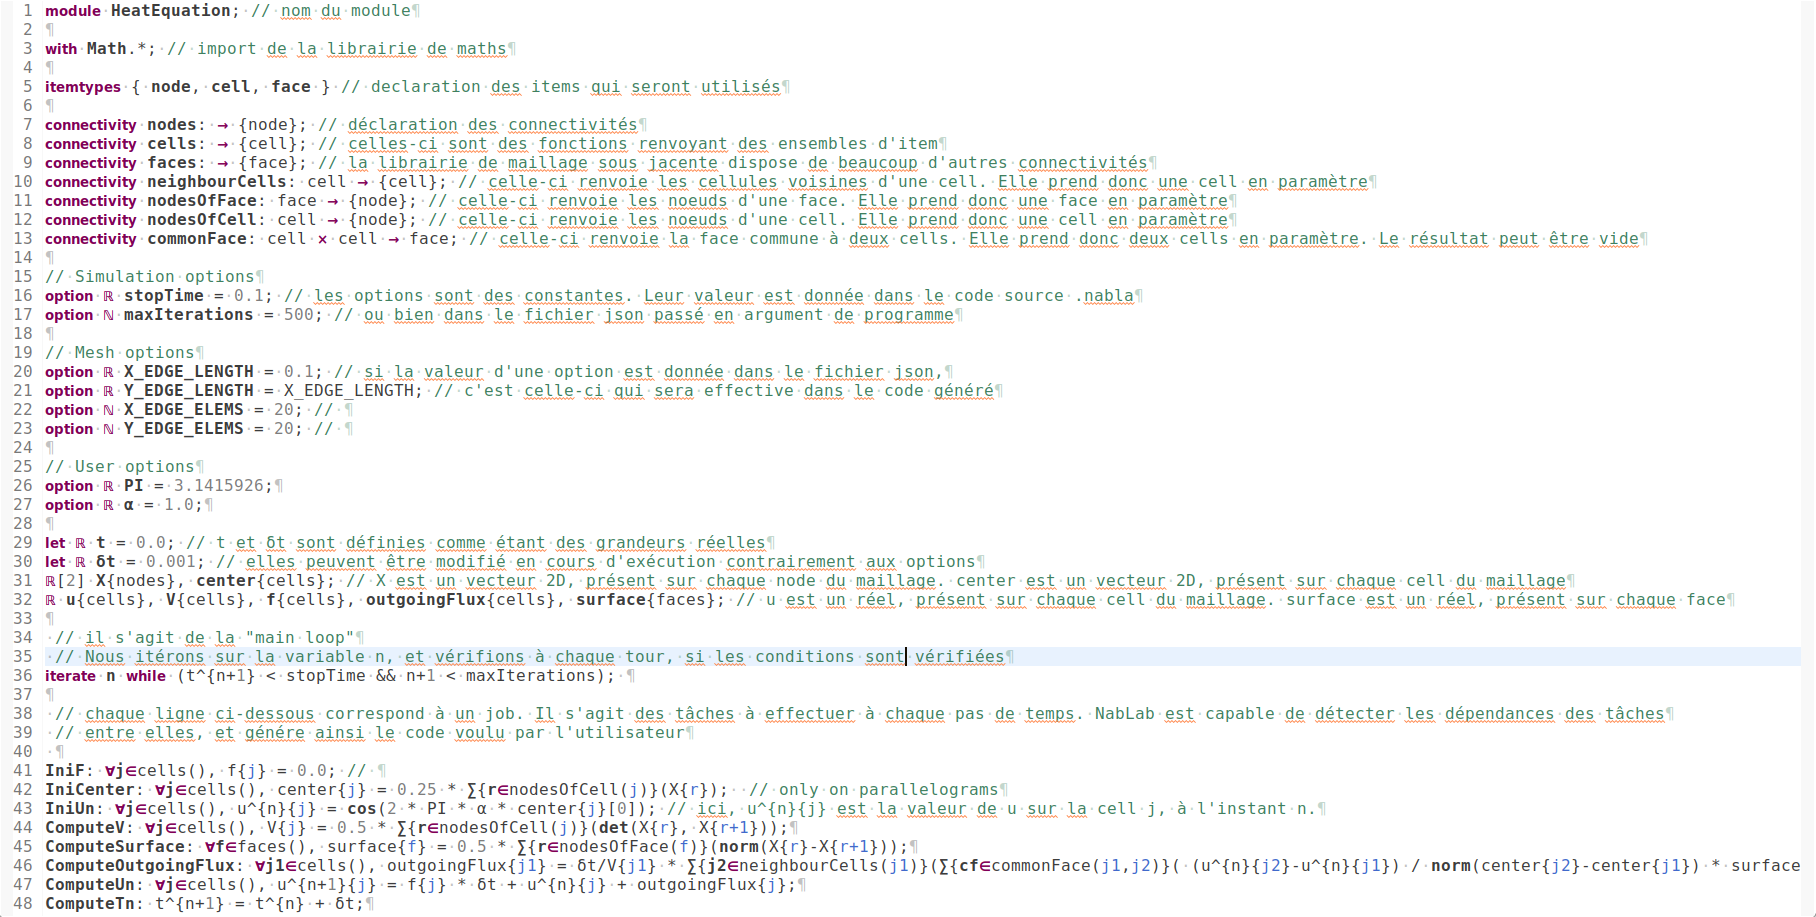 1 module HeatEquation; // nom du module¶
2 ¶
3 with Math.*; // import de la librairie de maths¶
4 ¶
5 itemtypes { node, cell, face } // declaration des items qui seront utilisés¶
6 ¶
7 connectivity nodes: → {node}; // déclaration des connectivités¶
8 connectivity cells: → {cell}; // celles-ci sont des fonctions renvoyant des ensembles d'item¶
9 connectivity faces: → {face}; // la librairie de maillage sous jacente dispose de beaucoup d'autres connectivités¶
10 connectivity neighbourCells: cell → {cell}; // celle-ci renvoie les cellules voisines d'une cell. Elle prend donc une cell en paramètre¶
11 connectivity nodesOfFace: face → {node}; // celle-ci renvoie les noeuds d'une face. Elle prend donc une face en paramètre¶
12 connectivity nodesOfCell: cell → {node}; // celle-ci renvoie les noeuds d'une cell. Elle prend donc une cell en paramètre¶
13 connectivity commonFace: cell × cell → face; // celle-ci renvoie la face commune à deux cells. Elle prend donc deux cells en paramètre. Le résultat peut être vide¶
14 ¶
15 // Simulation options¶
16 option ℝ stopTime = 0.1; // les options sont des constantes. Leur valeur est donnée dans le code source .nabla¶
17 option ℕ maxIterations = 500; // ou bien dans le fichier json passé en argument de programme¶
18 ¶
19 // Mesh options¶
20 option ℝ X_EDGE_LENGTH = 0.1; // si la valeur d'une option est donnée dans le fichier json,¶
21 option ℝ Y_EDGE_LENGTH = X_EDGE_LENGTH; // c'est celle-ci qui sera effective dans le code généré¶
22 option ℕ X_EDGE_ELEMS = 20; // ¶
23 option ℕ Y_EDGE_ELEMS = 20; // ¶
24 ¶
25 // User options¶
26 option ℝ PI = 3.1415926;¶
27 option ℝ α = 1.0;¶
28 ¶
29 let ℝ t = 0.0; // t et δt sont définies comme étant des grandeurs réelles¶
30 let ℝ δt = 0.001; // elles peuvent être modifié en cours d'exécution contrairement aux options¶
31 ℝ[2] X{nodes}, center{cells}; // X est un vecteur 2D, présent sur chaque node du maillage. center est un vecteur 2D, présent sur chaque cell du maillage¶
32 ℝ u{cells}, V{cells}, f{cells}, outgoingFlux{cells}, surface{faces}; // u est un réel, présent sur chaque cell du maillage. surface est un réel, présent sur chaque face¶
33 ¶
34 // il s'agit de la "main loop"¶
35 // Nous itérons sur la variable n, et vérifions à chaque tour, si les conditions sont vérifiées¶
36 iterate n while (t^{n+1} < stopTime && n+1 < maxIterations); ¶
37 ¶
38 // chaque ligne ci-dessous correspond à un job. Il s'agit des tâches à effectuer à chaque pas de temps. NabLab est capable de détecter les dépendances des tâches¶
39 // entre elles, et génére ainsi le code voulu par l'utilisateur¶
40 ¶
41 IniF: ∀j∈cells(), f{j} = 0.0; // ¶
42 IniCenter: ∀j∈cells(), center{j} = 0.25 * ∑{r∈nodesOfCell(j)}(X{r}); // only on parallelograms¶
43 IniUn: ∀j∈cells(), u^{n}{j} = cos(2 * PI * α * center{j}[0]); // ici, u^{n}{j} est la valeur de u sur la cell j, à l'instant n.¶
44 ComputeV: ∀j∈cells(), V{j} = 0.5 * ∑{r∈nodesOfCell(j)}(det(X{r}, X{r+1}));¶
45 ComputeSurface: ∀f∈faces(), surface{f} = 0.5 * ∑{r∈nodesOfFace(f)}(norm(X{r}-X{r+1}));¶
46 ComputeOutgoingFlux: ∀j1∈cells(), outgoingFlux{j1} = δt/V{j1} * ∑{j2∈neighbourCells(j1)}(∑{cf∈commonFace(j1,j2)}( (u^{n}{j2}-u^{n}{j1}) / norm(center{j2}-center{j1}) * surface
47 ComputeUn: ∀j∈cells(), u^{n+1}{j} = f{j} * δt + u^{n}{j} + outgoingFlux{j};¶
48 ComputeTn: t^{n+1} = t^{n} + δt;¶